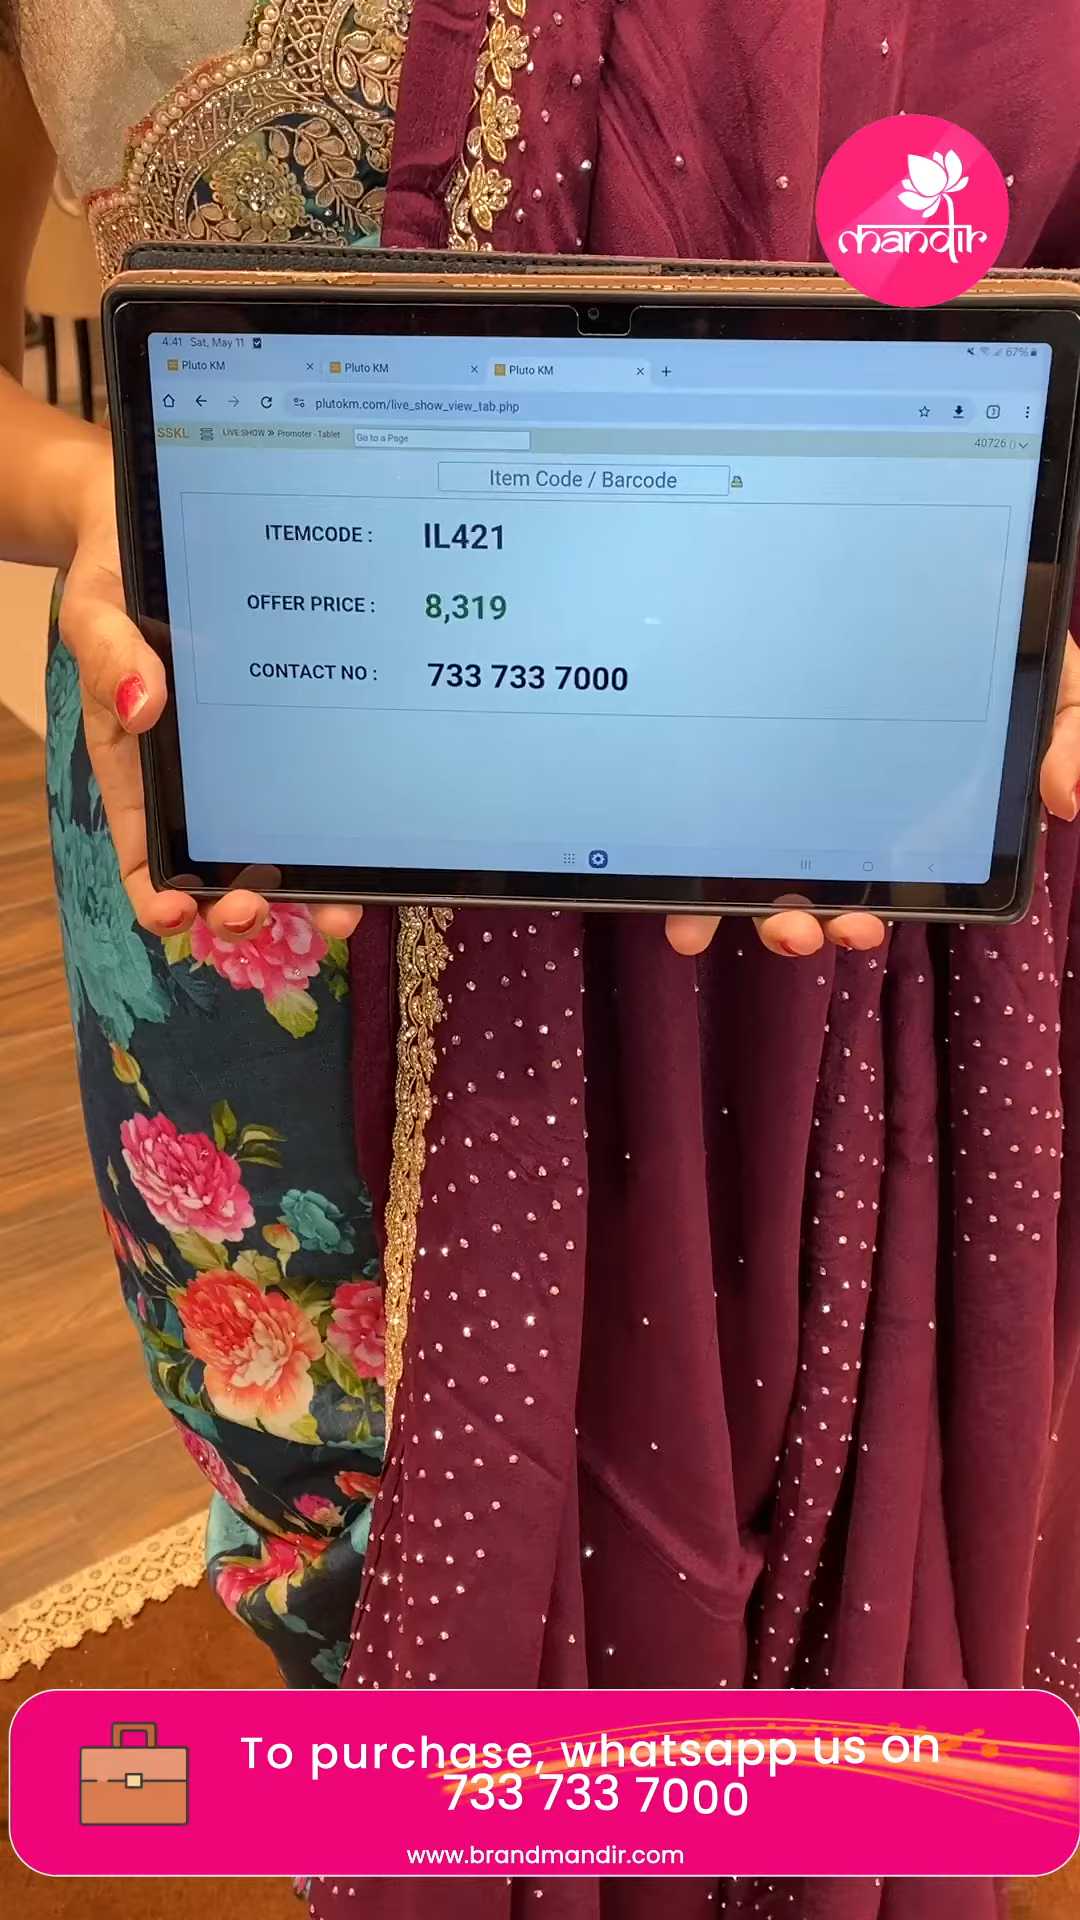 mandir
4:41 Sat, May 11
67%
Pluto KM
Pluto KM
Pluto KM
plutokm.com/live_show_view_tab.php
SSKL LIVE SHOW » Promoter - Tablet Go to a Page
40726 ()
Item Code / Barcode
ITEMCODE : IL421
OFFER PRICE : 8,319
CONTACT NO : 733 733 7000
To purchase, whatsapp us on
733 733 7000
www.brandmandir.com